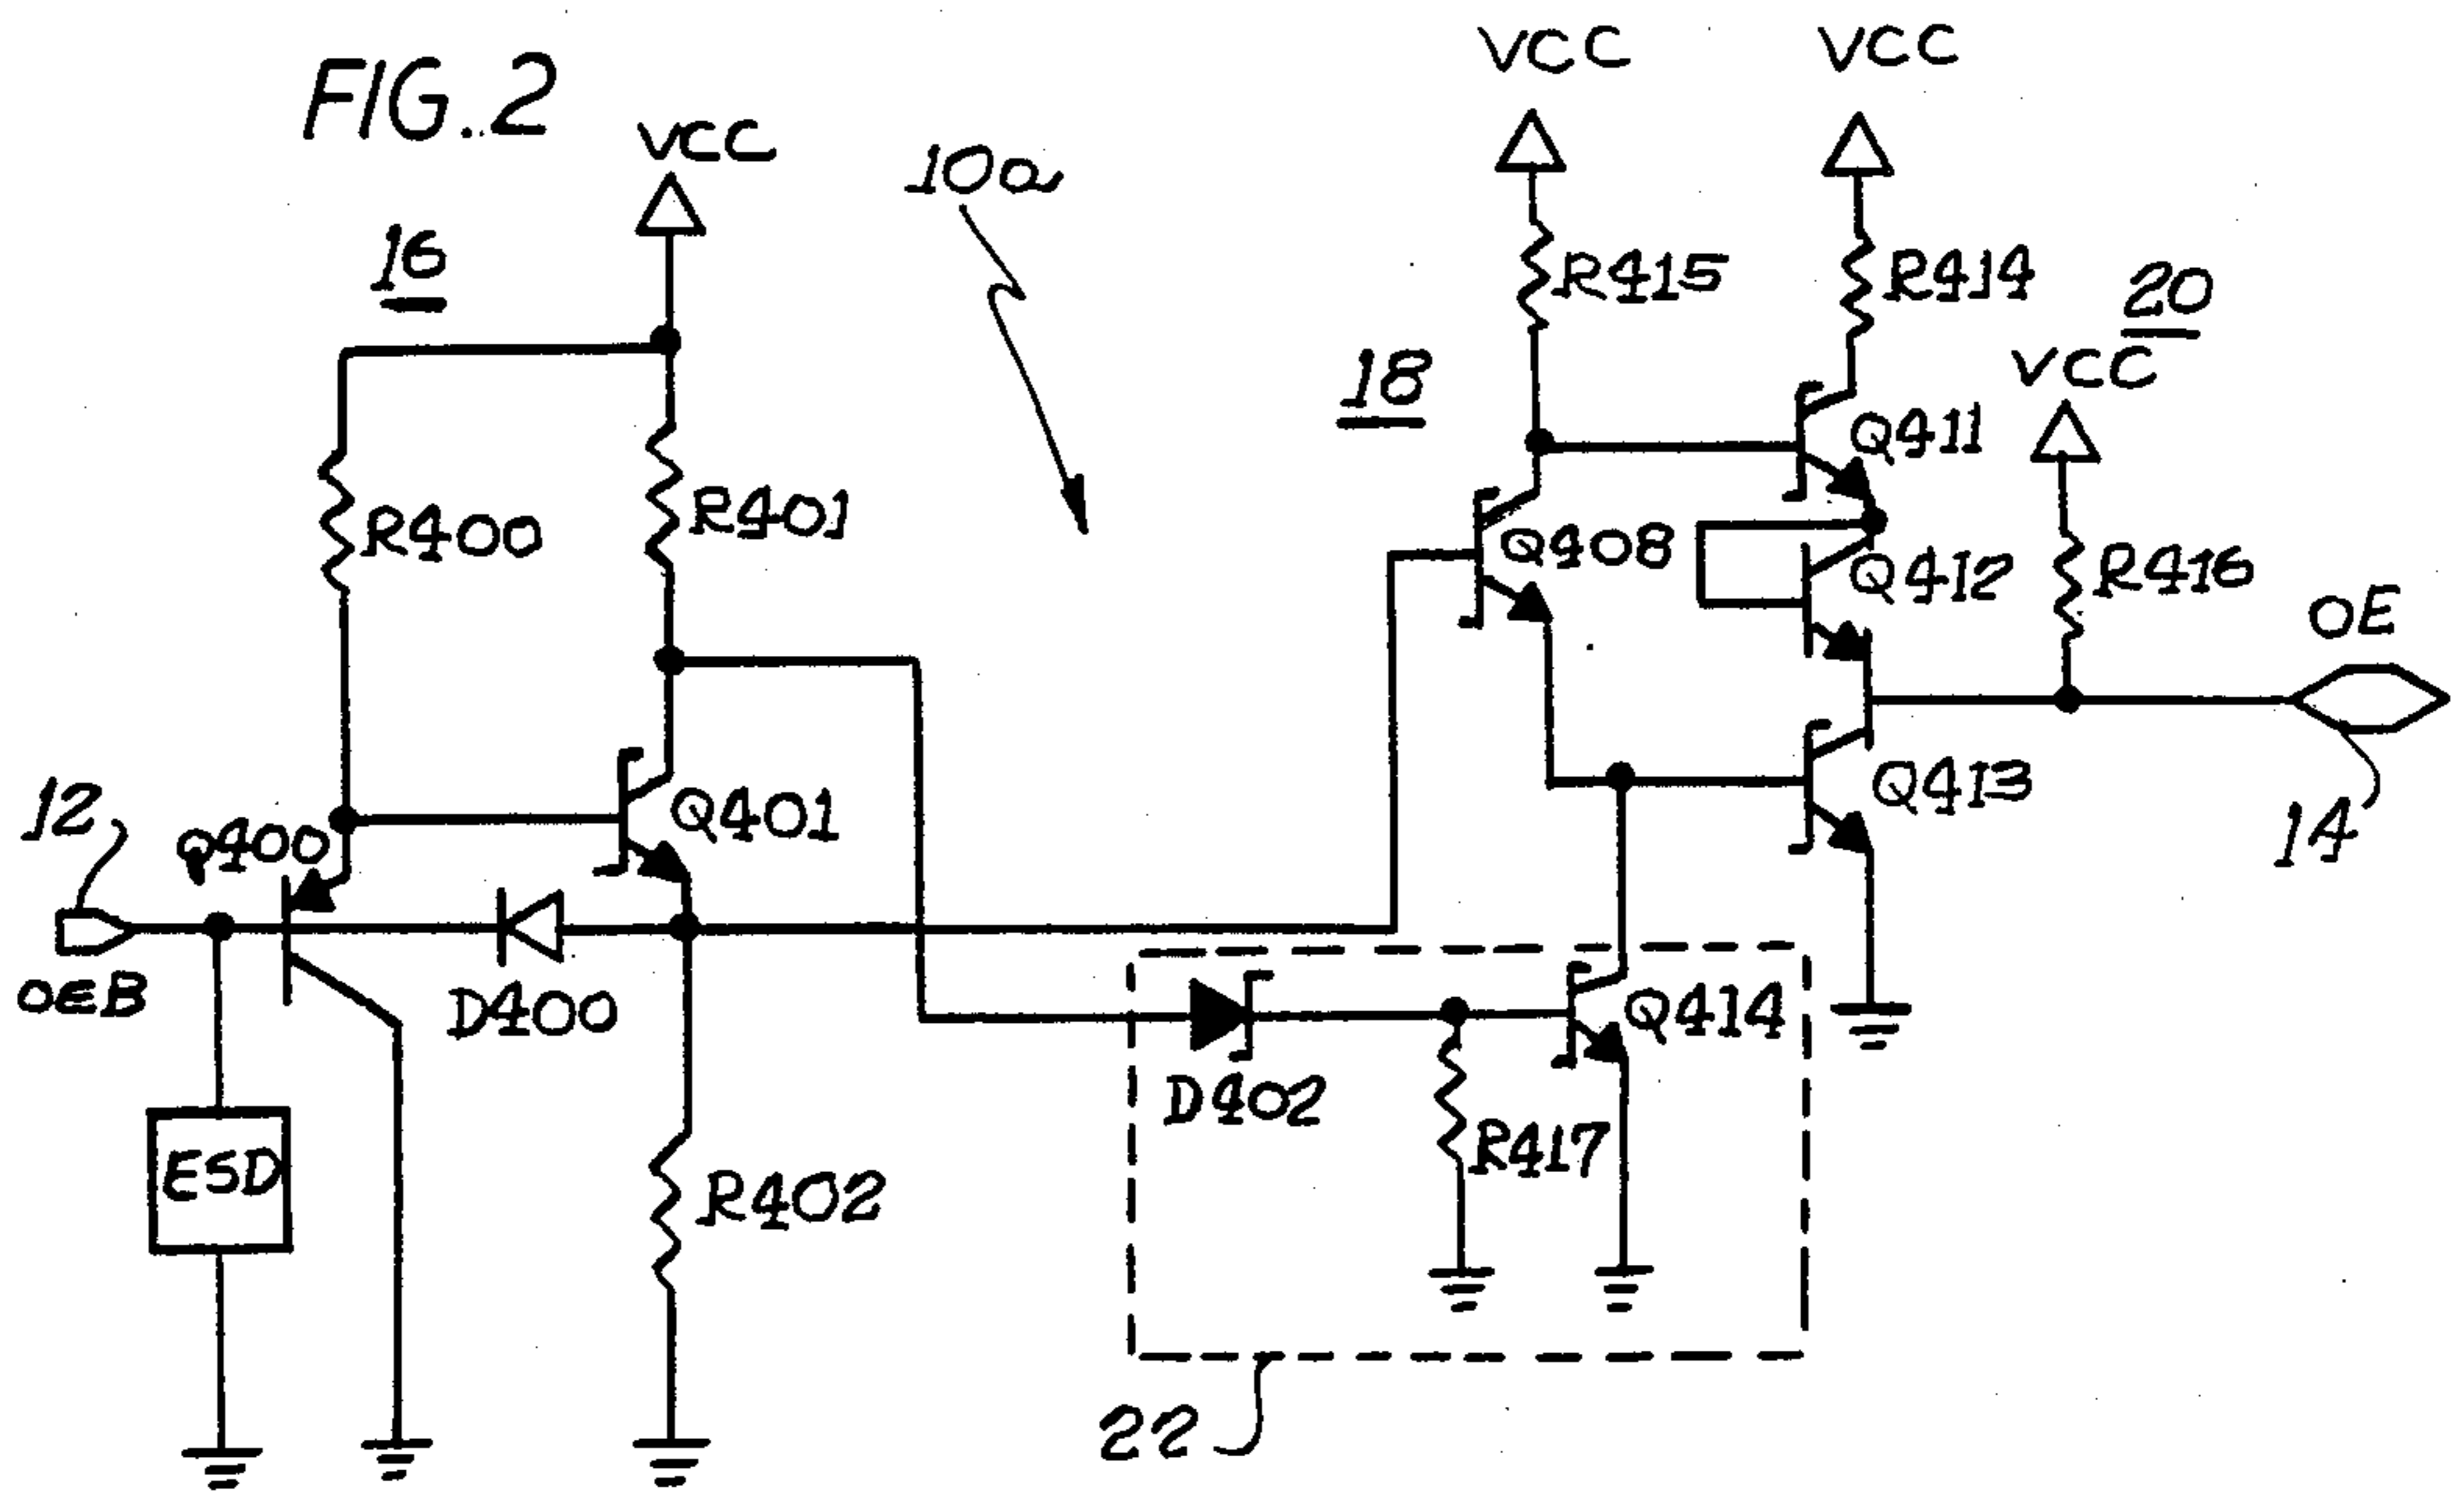 FIG. 2
VCC
VCC
VCC
10a
16
R415
R414
20
VCC
18
Q411
R400
R401
Q408
Q412
R416
OE
12
Q400
Q401
Q413
14
OEB
D400
Q414
D402
ESD
R402
R417
22